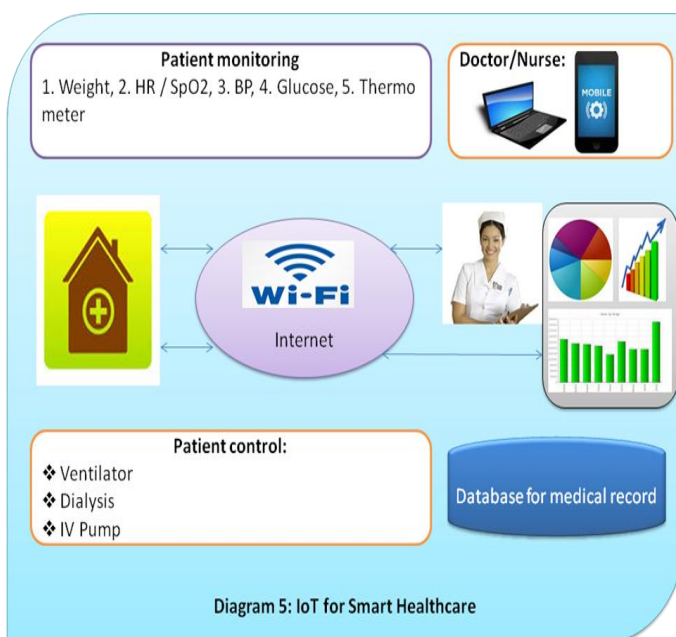 Patient monitoring
1. Weight, 2. HR / SpO2, 3. BP, 4. Glucose, 5. Thermo
meter
Doctor/Nurse:
MOBILE
Wi-Fi
Internet
Patient control:
❖ Ventilator
❖ Dialysis
❖ IV Pump
Database for medical record
Diagram 5: IoT for Smart Healthcare